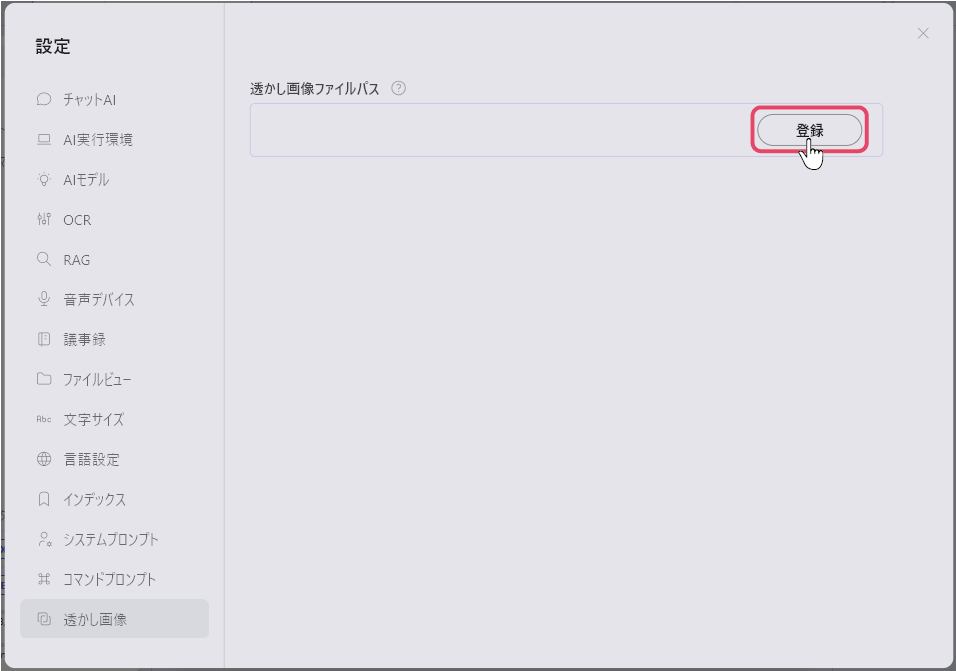 設定
チャットAI
AI実行環境
AIモデル
OCR
RAG
音声デバイス
議事録
ファイルビュー
Abc 文字サイズ
言語設定
インデックス
システムプロンプト
コマンドプロンプト
透かし画像
透かし画像ファイルパス ?
登録